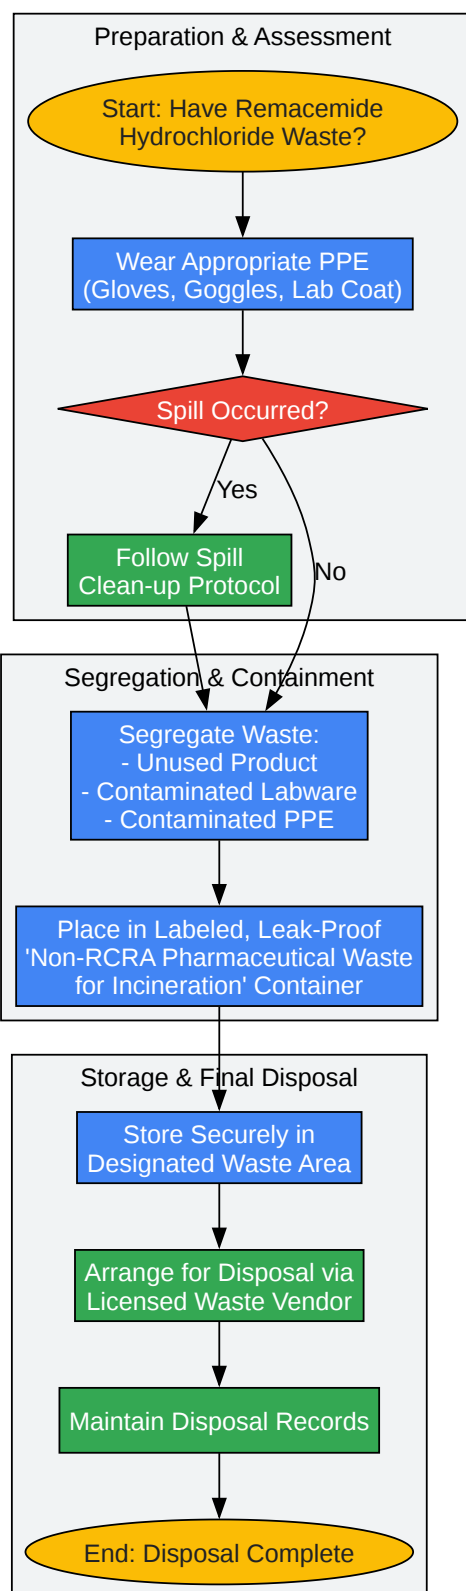 Preparation & Assessment
Start: Have Remacemide
Hydrochloride Waste?
Wear Appropriate PPE
(Gloves, Goggles, Lab Coat)
Spill Occurred?
Yes
Follow Spill
Clean-up Protocol
No
Segregation & Containment
Segregate Waste:
- Unused Product
- Contaminated Labware
- Contaminated PPE
Place in Labeled, Leak-Proof
'Non-RCRA Pharmaceutical Waste
for Incineration' Container
Storage & Final Disposal
Store Securely in
Designated Waste Area
Arrange for Disposal via
Licensed Waste Vendor
Maintain Disposal Records
End: Disposal Complete